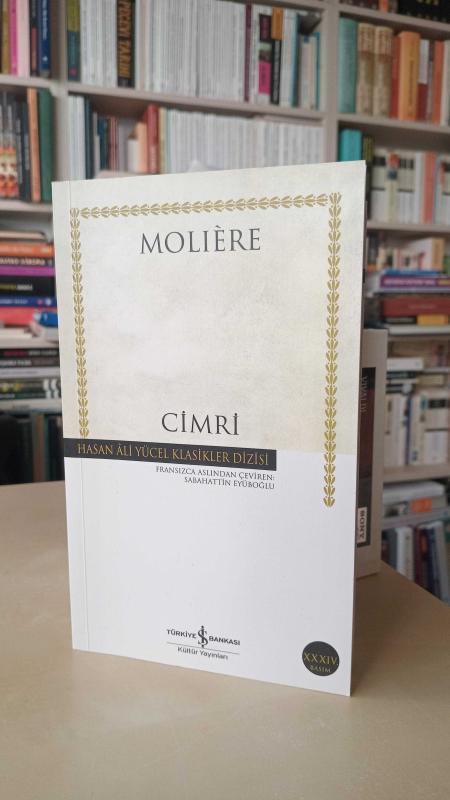 MOLIÈRE
CİMRİ
HASAN ÂLİ YÜCEL KLASİKLER DİZİSİ
FRANSIZCA ASLINDAN ÇEVİREN:
SABAHATTİN EYÜBOĞLU
TÜRKİYE İŞ BANKASI
Kültür Yayınları
XXXIV.
BASIM
SONY